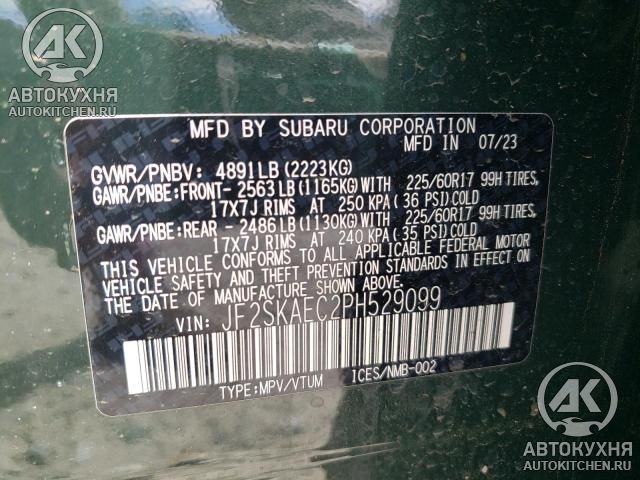 AK
АВТОКУХНЯ
AUTOKITCHEN.RU
MFD BY SUBARU CORPORATION
MFD IN 07/23
GVWR/PNBV: 4891LB (2223KG)
GAWR/PNBE:FRONT- 2563LB (1165KG) WITH 225/60R17 99H TIRES,
17X7J RIMS AT 250 KPA (36 PSI) COLD
GAWR/PNBE:REAR - 2486LB (1130KG) WITH 225/60R17 99H TIRES,
17X7J RIMS AT 240 KPA (35 PSI) COLD
THIS VEHICLE CONFORMS TO ALL APPLICABLE FEDERAL MOTOR
VEHICLE SAFETY AND THEFT PREVENTION STANDARDS IN EFFECT ON
THE DATE OF MANUFACTURE SHOWN ABOVE.
VIN: JF2SKAEC2PH529099
TYPE:MPV/VTUM ICES/NMB-002
AK
АВТОКУХНЯ
AUTOKITCHEN.RU